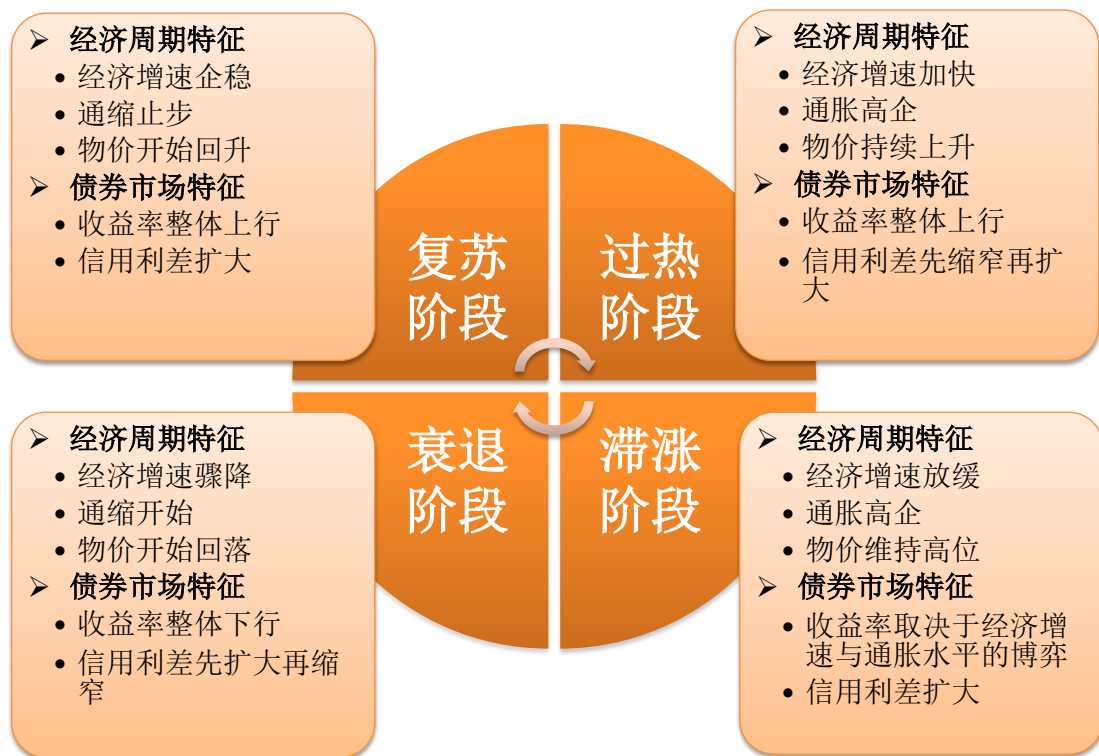 ➢ 经济周期特征
• 经济增速企稳
• 通缩止步
• 物价开始回升
➢ 债券市场特征
• 收益率整体上行
• 信用利差扩大
➢ 经济周期特征
• 经济增速加快
• 通胀高企
• 物价持续上升
➢ 债券市场特征
• 收益率整体上行
• 信用利差先缩窄再扩
大
复苏
阶段
过热
阶段
衰退
阶段
滞涨
阶段
➢ 经济周期特征
• 经济增速骤降
• 通缩开始
• 物价开始回落
➢ 债券市场特征
• 收益率整体下行
• 信用利差先扩大再缩
窄
➢ 经济周期特征
• 经济增速放缓
• 通胀高企
• 物价维持高位
➢ 债券市场特征
• 收益率取决于经济增
速与通胀水平的博弈
• 信用利差扩大